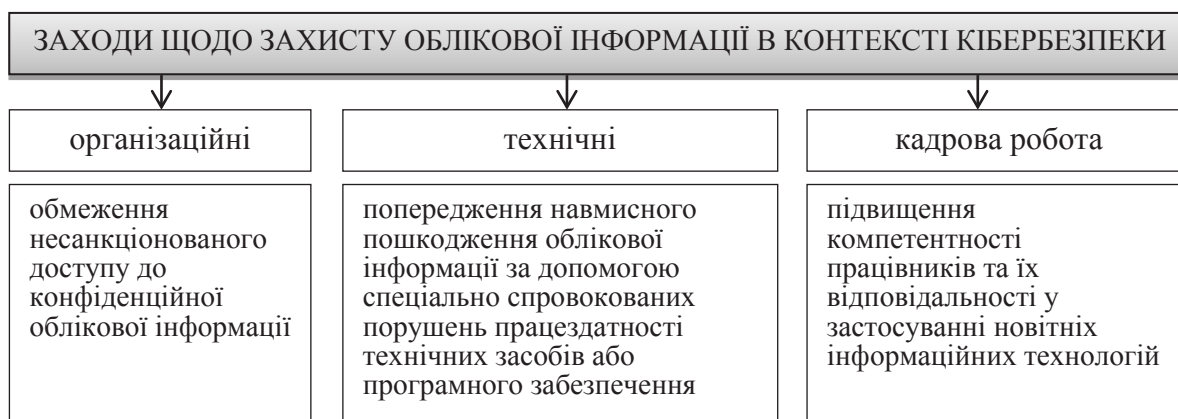 ЗАХОДИ ЩОДО ЗАХИСТУ ОБЛІКОВОЇ ІНФОРМАЦІЇ В КОНТЕКСТІ КІБЕРБЕЗПЕКИ
організаційні
обмеження
несанкціонованого
доступу до
конфіденційної
облікової інформації
технічні
попередження навмисного
пошкодження облікової
інформації за допомогою
спеціально спровокованих
порушень працездатності
технічних засобів або
програмного забезпечення
кадрова робота
підвищення
компетентності
працівників та їх
відповідальності у
застосуванні новітніх
інформаційних технологій